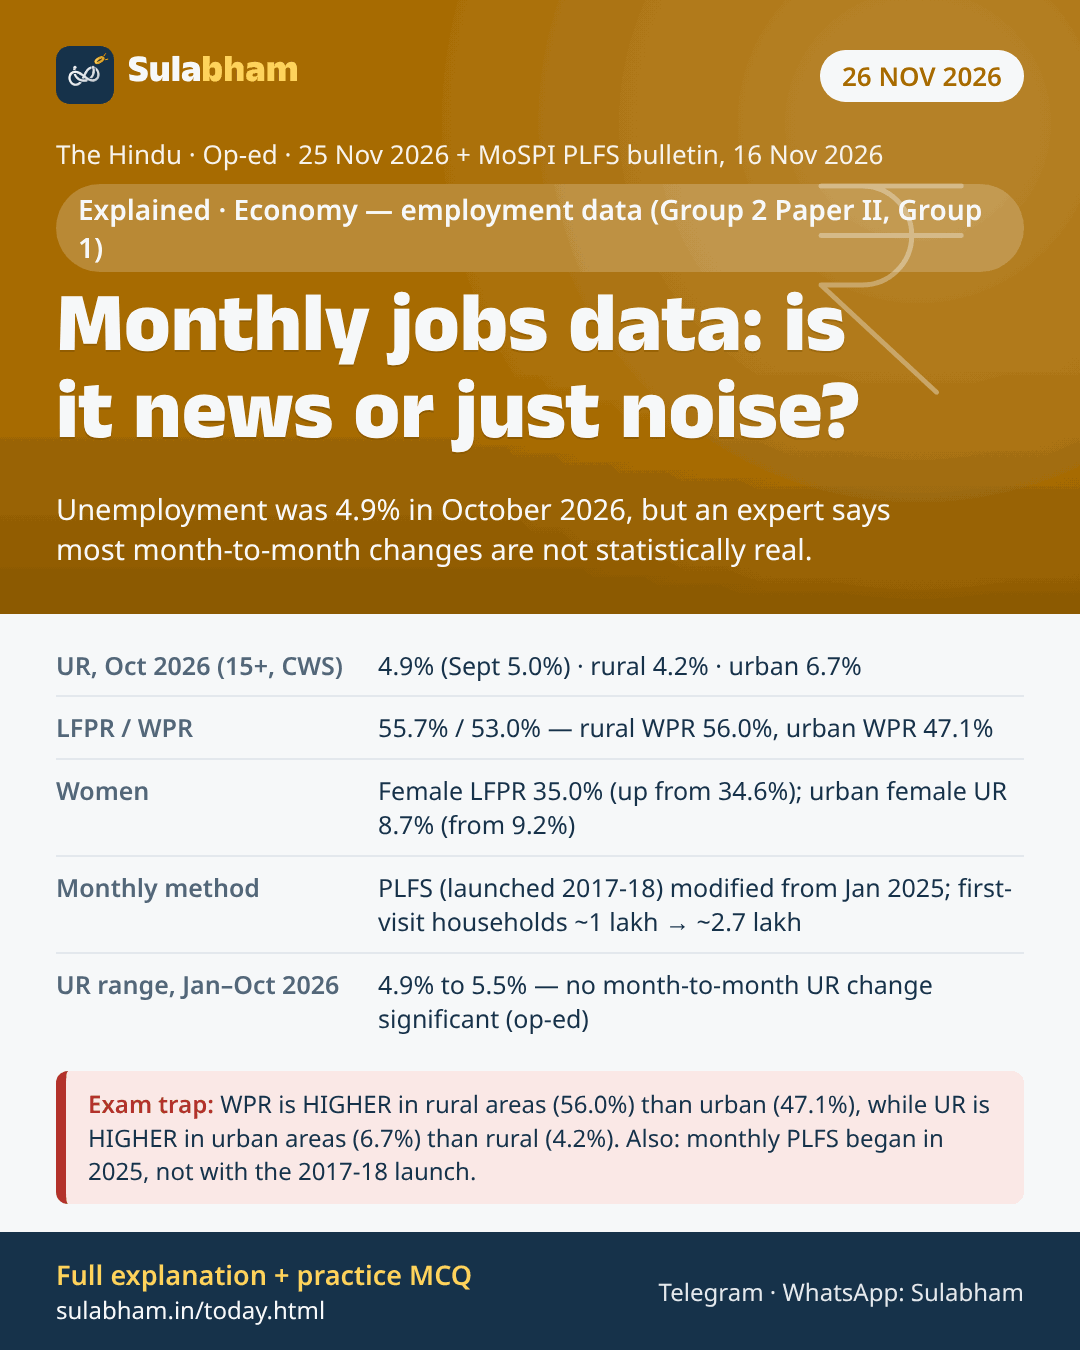 Sulabham
26 NOV 2026
The Hindu · Op-ed · 25 Nov 2026 + MoSPI PLFS bulletin, 16 Nov 2026
Explained · Economy — employment data (Group 2 Paper II, Group
1)
Monthly jobs data: is
it news or just noise?
Unemployment was 4.9% in October 2026, but an expert says
most month-to-month changes are not statistically real.
UR, Oct 2026 (15+, CWS) 4.9% (Sept 5.0%) · rural 4.2% · urban 6.7%
LFPR / WPR 55.7% / 53.0% — rural WPR 56.0%, urban WPR 47.1%
Women Female LFPR 35.0% (up from 34.6%); urban female UR
8.7% (from 9.2%)
Monthly method PLFS (launched 2017-18) modified from Jan 2025; first-
visit households ~1 lakh → ~2.7 lakh
UR range, Jan–Oct 2026 4.9% to 5.5% — no month-to-month UR change
significant (op-ed)
Exam trap: WPR is HIGHER in rural areas (56.0%) than urban (47.1%), while UR is
HIGHER in urban areas (6.7%) than rural (4.2%). Also: monthly PLFS began in
2025, not with the 2017-18 launch.
Full explanation + practice MCQ
sulabham.in/today.html
Telegram · WhatsApp: Sulabham